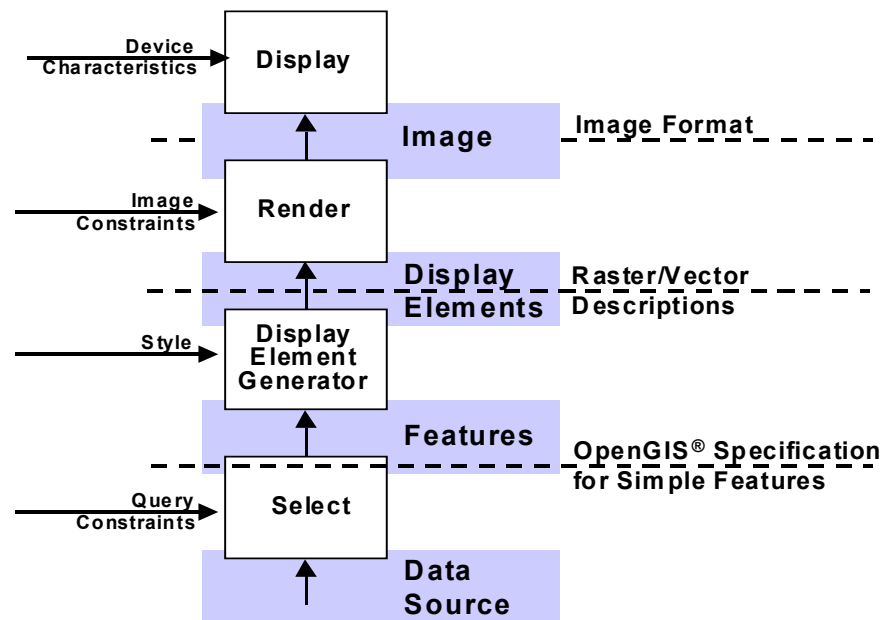 Device
Characteristics
Display
Image
Image Format
Image
Constraints
Render
Display
Elements
Raster/Vector
Descriptions
Style
Display
Element
Generator
Features
OpenGIS® Specification
for Simple Features
Query
Constraints
Select
Data
Source